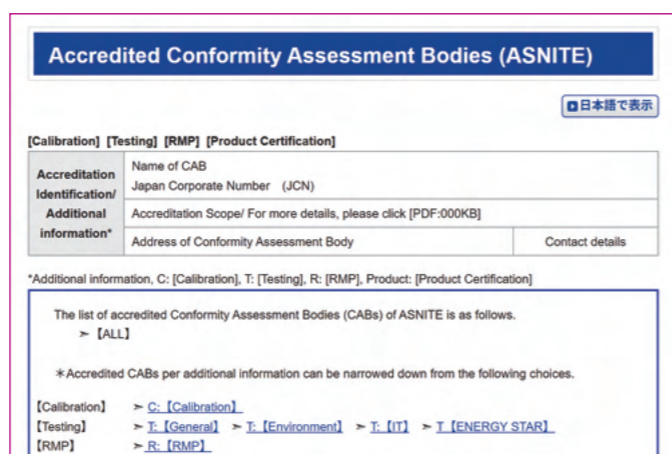 Accredited Conformity Assessment Bodies (ASNITE)
日本語で表示
[Calibration] [Testing] [RMP] [Product Certification]
Accreditation Identification/ Additional information*
Name of CAB
Japan Corporate Number (JCN)
Accreditation Scope/ For more details, please click [PDF:000KB]
Address of Conformity Assessment Body
Contact details
*Additional information, C: [Calibration], T: [Testing], R: [RMP], Product: [Product Certification]
The list of accredited Conformity Assessment Bodies (CABs) of ASNITE is as follows.
➣【ALL】
＊Accredited CABs per additional information can be narrowed down from the following choices.
【Calibration】 ➣ C:【Calibration】
【Testing】 ➣ T:【General】 ➣ T:【Environment】 ➣ T:【IT】 ➣ T【ENERGY STAR】
【RMP】 ➣ R:【RMP】